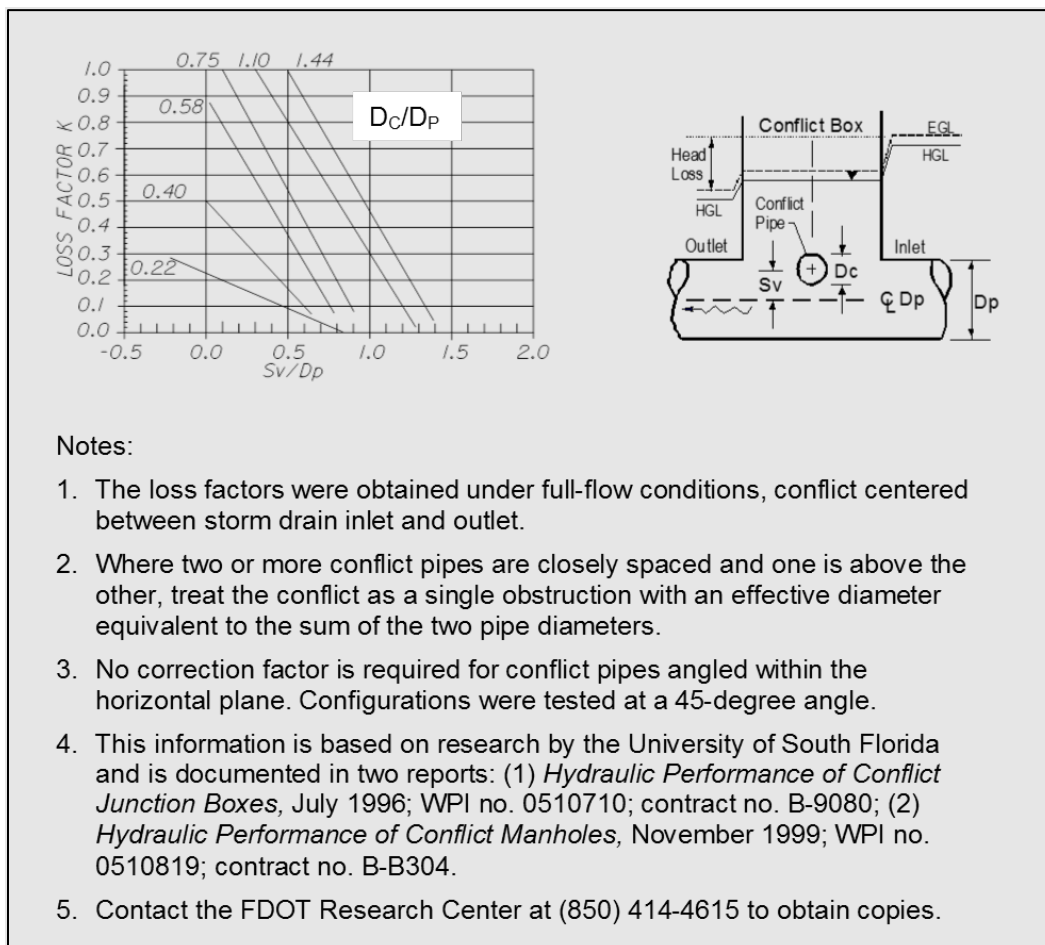 0.75 1.10 1.44
1.0
0.9
0.58
0.8
0.7
0.6
0.5
0.40
0.4
0.3
0.22
0.2
0.1
0.0
LOSS FACTOR K
DC/DP
-0.5 0.0 0.5 1.0 1.5 2.0
Sv/Dp
Conflict Box
EGL
Head
Loss
HGL
HGL
Conflict
Pipe
Outlet
Inlet
Dc
Sv
℄ Dp
Dp
Notes:
1. The loss factors were obtained under full-flow conditions, conflict centered
between storm drain inlet and outlet.
2. Where two or more conflict pipes are closely spaced and one is above the
other, treat the conflict as a single obstruction with an effective diameter
equivalent to the sum of the two pipe diameters.
3. No correction factor is required for conflict pipes angled within the
horizontal plane. Configurations were tested at a 45-degree angle.
4. This information is based on research by the University of South Florida
and is documented in two reports: (1) Hydraulic Performance of Conflict
Junction Boxes, July 1996; WPI no. 0510710; contract no. B-9080; (2)
Hydraulic Performance of Conflict Manholes, November 1999; WPI no.
0510819; contract no. B-B304.
5. Contact the FDOT Research Center at (850) 414-4615 to obtain copies.